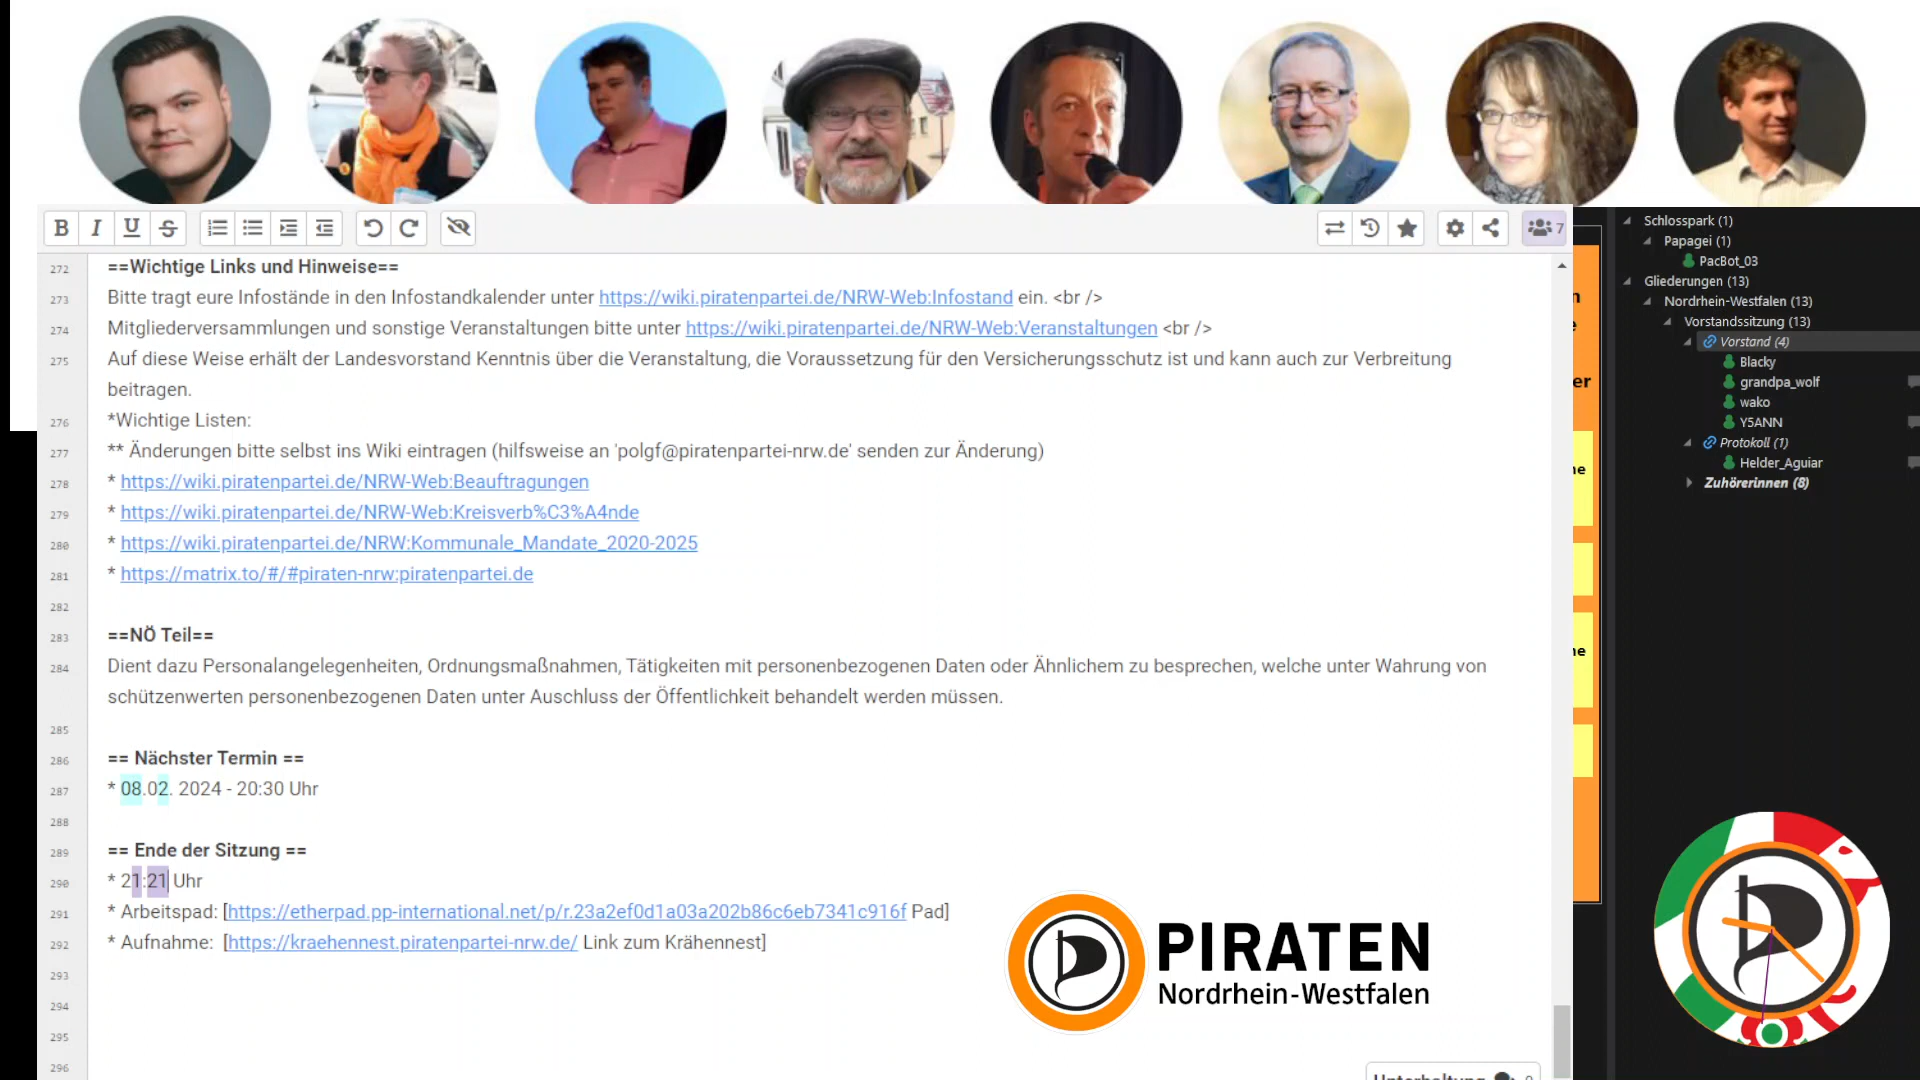 B I U S
7
272 ==Wichtige Links und Hinweise==
273 Bitte tragt eure Infostände in den Infostandkalender unter https://wiki.piratenpartei.de/NRW-Web:Infostand ein. <br />
274 Mitgliederversammlungen und sonstige Veranstaltungen bitte unter https://wiki.piratenpartei.de/NRW-Web:Veranstaltungen <br />
275 Auf diese Weise erhält der Landesvorstand Kenntnis über die Veranstaltung, die Voraussetzung für den Versicherungsschutz ist und kann auch zur Verbreitung
beitragen.
276 *Wichtige Listen:
277 ** Änderungen bitte selbst ins Wiki eintragen (hilfsweise an 'polgf@piratenpartei-nrw.de' senden zur Änderung)
278 * https://wiki.piratenpartei.de/NRW-Web:Beauftragungen
279 * https://wiki.piratenpartei.de/NRW-Web:Kreisverb%C3%A4nde
280 * https://wiki.piratenpartei.de/NRW:Kommunale_Mandate_2020-2025
281 * https://matrix.to/#/#piraten-nrw:piratenpartei.de
282
283 ==NÖ Teil==
284 Dient dazu Personalangelegenheiten, Ordnungsmaßnahmen, Tätigkeiten mit personenbezogenen Daten oder Ähnlichem zu besprechen, welche unter Wahrung von
schützenwerten personenbezogenen Daten unter Auschluss der Öffentlichkeit behandelt werden müssen.
285
286 == Nächster Termin ==
287 * 08.02. 2024 - 20:30 Uhr
288
289 == Ende der Sitzung ==
290 * 21:21 Uhr
291 * Arbeitspad: [https://etherpad.pp-international.net/p/r.23a2ef0d1a03a202b86c6eb7341c916f Pad]
292 * Aufnahme: [https://kraehennest.piratenpartei-nrw.de/ Link zum Krähennest]
293
294
295
296
PIRATEN
Nordrhein-Westfalen
Unterhaltung 0
n
e
er
ne
ne
Schlosspark (1)
Papagei (1)
PacBot_03
Gliederungen (13)
Nordrhein-Westfalen (13)
Vorstandssitzung (13)
Vorstand (4)
Blacky
grandpa_wolf
wako
Y5ANN
Protokoll (1)
Helder_Aguiar
Zuhörerinnen (8)